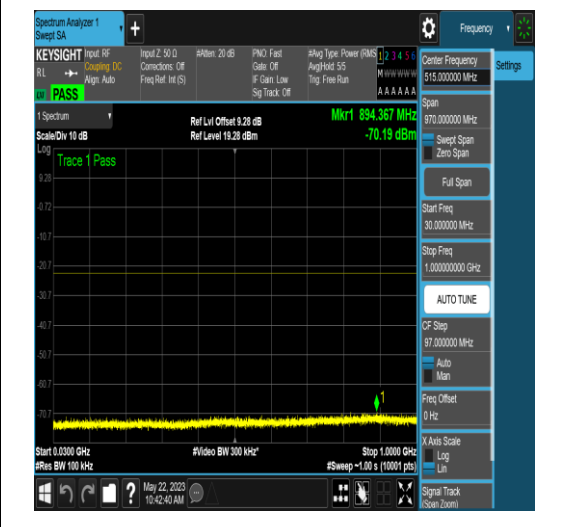 Spectrum Analyzer 1
Swept SA
+
Frequency
KEYSIGHT
RL
PASS
Input: RF
Coupling: DC
Align: Auto
Input Z: 50 Ω
Corrections: Off
Freq Ref: Int (S)
#Atten: 20 dB
PNO: Fast
Gate: Off
IF Gain: Low
Sig Track: Off
#Avg Type: Power (RMS)
Avg|Hold: 5/5
Trig: Free Run
1 2 3 4 5 6
M W W W W W
A A A A A A
Center Frequency
515.000000 MHz
Settings
Span
970.000000 MHz
Swept Span
Zero Span
Full Span
Start Freq
30.000000 MHz
Stop Freq
1.000000000 GHz
AUTO TUNE
CF Step
97.000000 MHz
Auto
Man
Freq Offset
0 Hz
X Axis Scale
Log
Lin
Signal Track
(Span Zoom)
1 Spectrum
Scale/Div 10 dB
Ref Lvl Offset 9.28 dB
Ref Level 19.28 dBm
Mkr1 894.367 MHz
-70.19 dBm
Log
Trace 1 Pass
9.28
-0.72
-10.7
-20.7
-30.7
-40.7
-50.7
-60.7
-70.7
1
Start 0.0300 GHz
#Res BW 100 kHz
#Video BW 300 kHz*
Stop 1.0000 GHz
#Sweep ~1.00 s (10001 pts)
?
May 22, 2023
10:42:40 AM